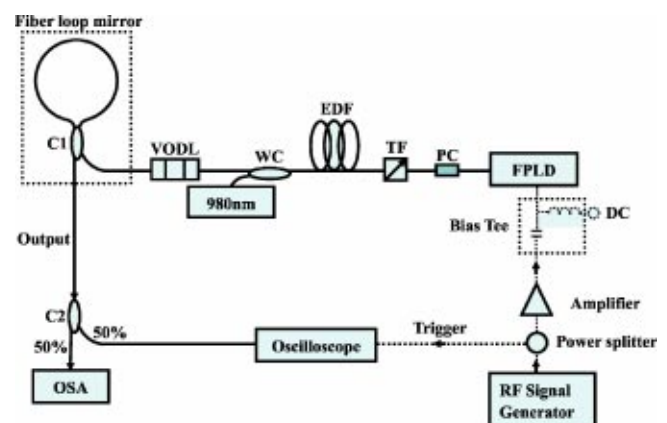 Fiber loop mirror
C1
VODL
WC
980nm
EDF
TF
PC
FPLD
Bias Tee
DC
Output
Amplifier
C2
50%
50%
Oscilloscope
Trigger
Power splitter
OSA
RF Signal
Generator